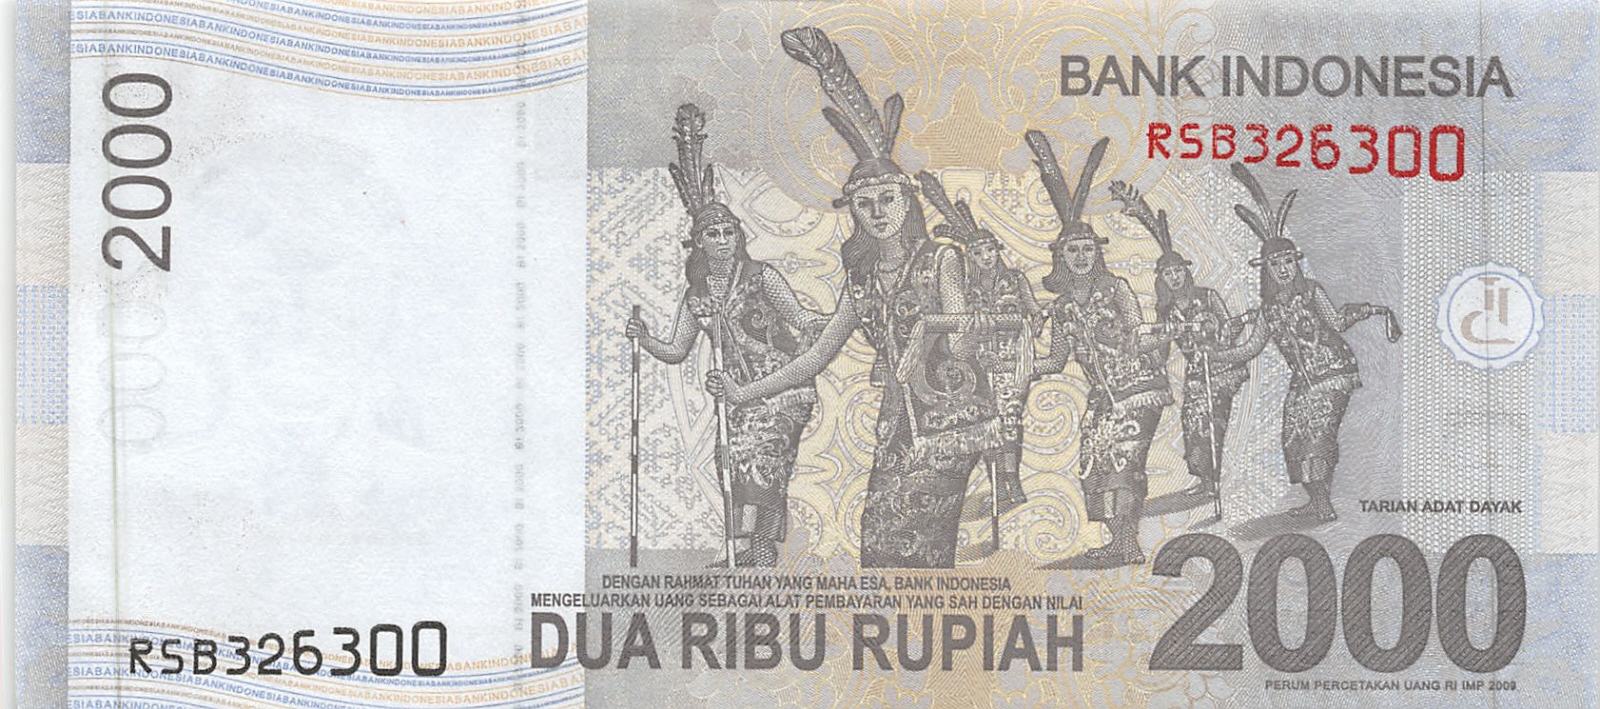 BANK INDONESIA
RSB326300
2000
TARIAN ADAT DAYAK
DENGAN RAHMAT TUHAN YANG MAHA ESA, BANK INDONESIA
MENGELUARKAN UANG SEBAGAI ALAT PEMBAYARAN YANG SAH DENGAN NILAI
DUA RIBU RUPIAH
2000
RSB326300
PERUM PERCETAKAN UANG RI IMP 2009